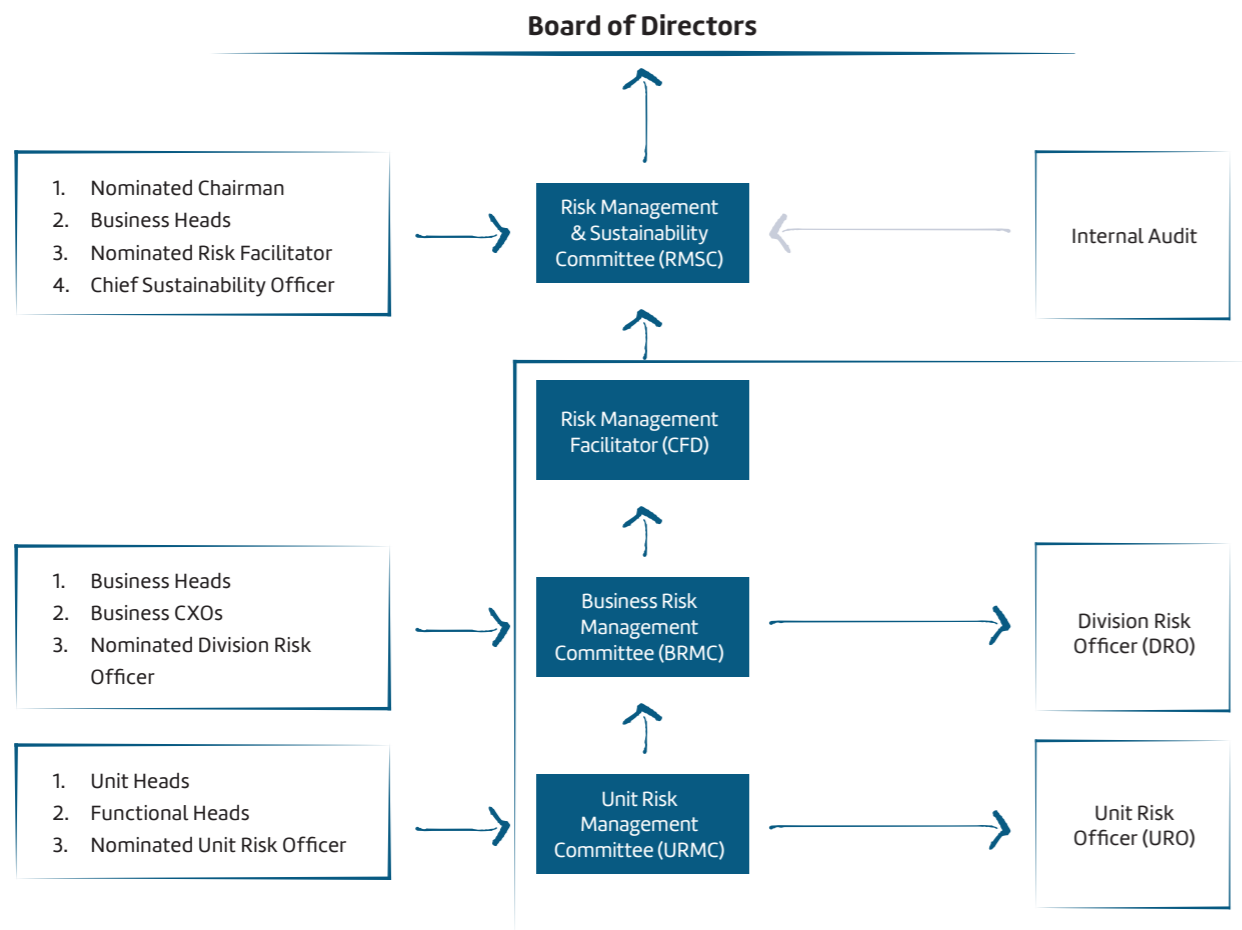 Board of Directors
1. Nominated Chairman
2. Business Heads
3. Nominated Risk Facilitator
4. Chief Sustainability Officer
Risk Management
& Sustainability
Committee (RMSC)
Internal Audit
Risk Management
Facilitator (CFD)
1. Business Heads
2. Business CXOs
3. Nominated Division Risk
Officer
Business Risk
Management
Committee (BRMC)
Division Risk
Officer (DRO)
1. Unit Heads
2. Functional Heads
3. Nominated Unit Risk Officer
Unit Risk
Management
Committee (URMC)
Unit Risk
Officer (URO)